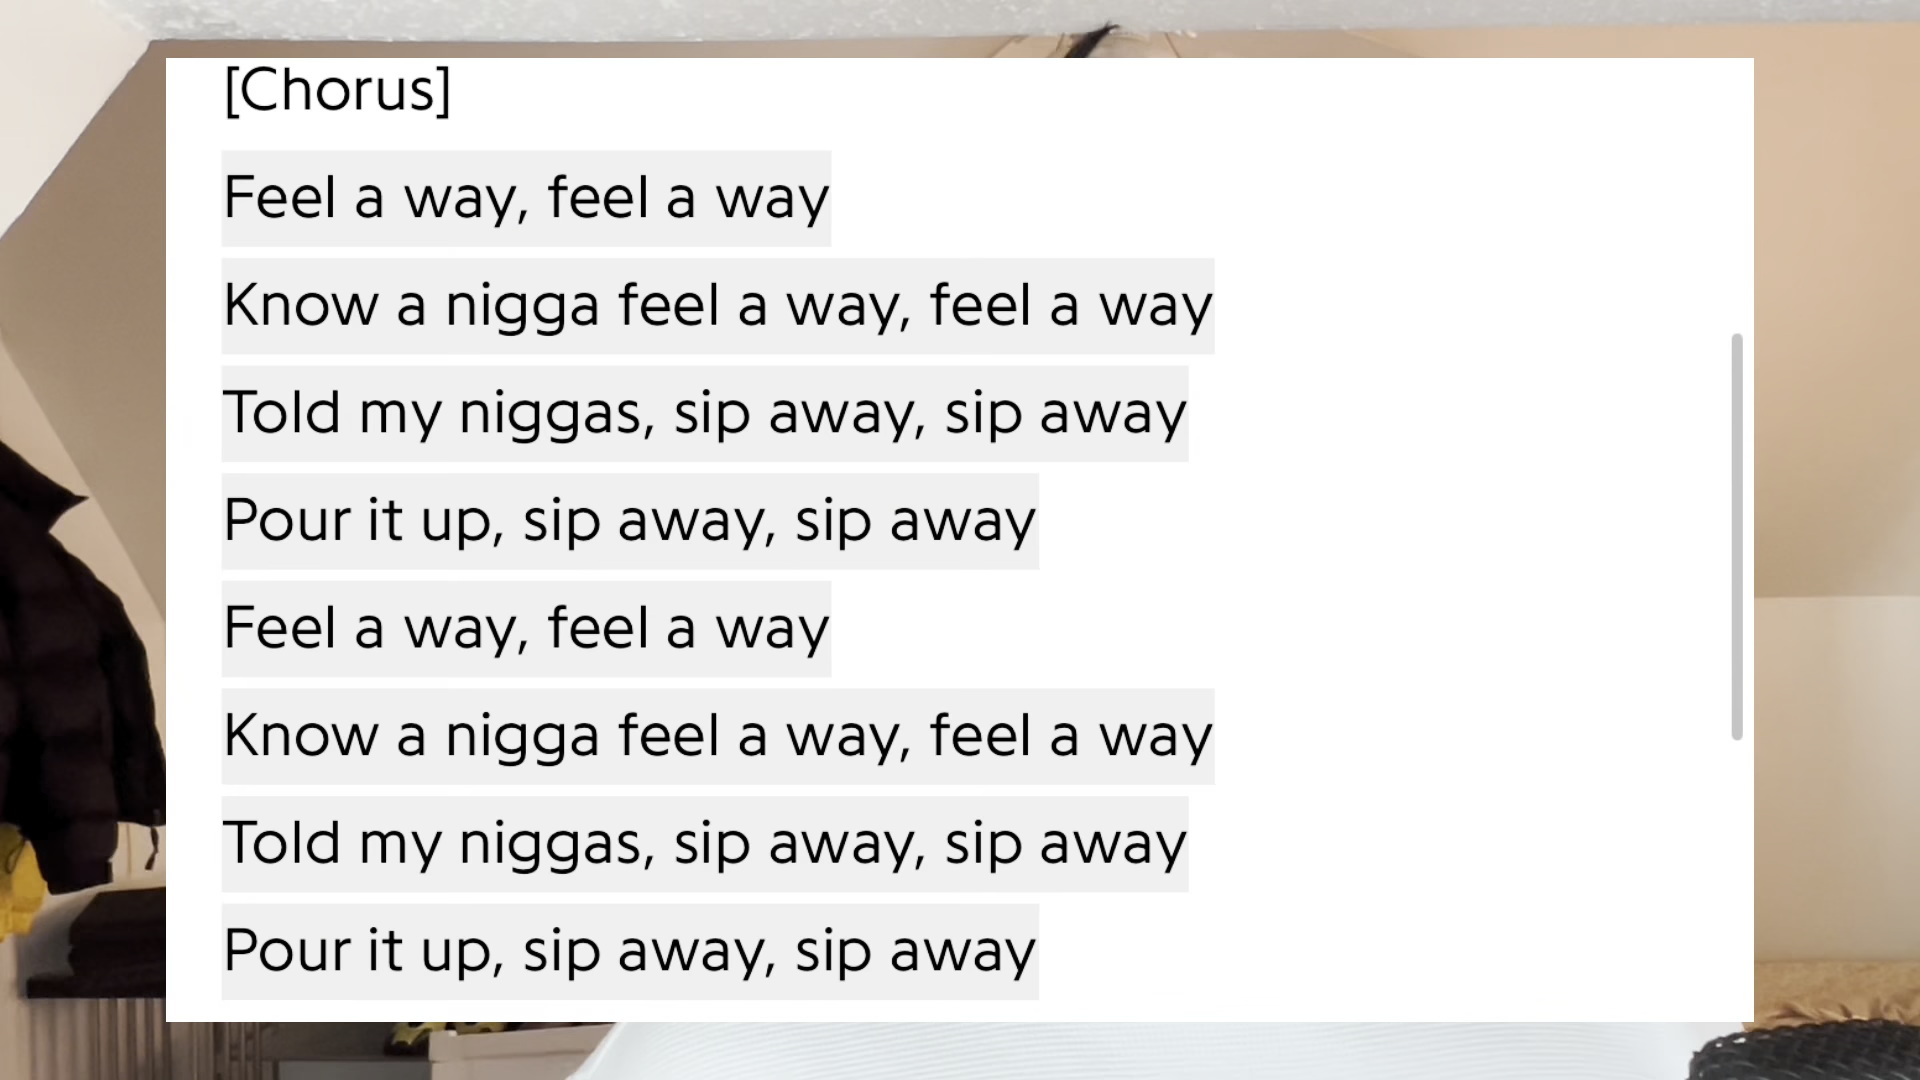 [Chorus]
Feel a way, feel a way
Know a nigga feel a way, feel a way
Told my niggas, sip away, sip away
Pour it up, sip away, sip away
Feel a way, feel a way
Know a nigga feel a way, feel a way
Told my niggas, sip away, sip away
Pour it up, sip away, sip away